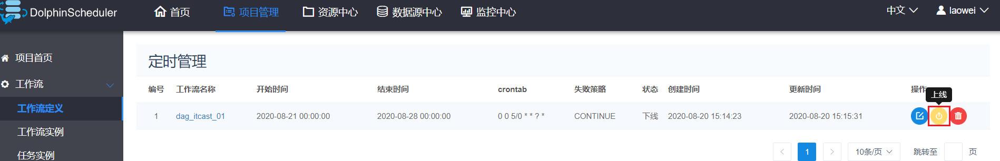 DolphinScheduler 首页 项目管理 资源中心 数据源中心 监控中心 中文 laowei
项目首页
工作流
工作流定义
工作流实例
任务实例
定时管理
编号 工作流名称 开始时间 结束时间 crontab 失败策略 状态 创建时间 更新时间 操作
上线
1 dag_itcast_01 2020-08-21 00:00:00 2020-08-28 00:00:00 0 0 5/0 * * ? * CONTINUE 下线 2020-08-20 15:14:23 2020-08-20 15:15:31
1 10条/页 跳转至 页